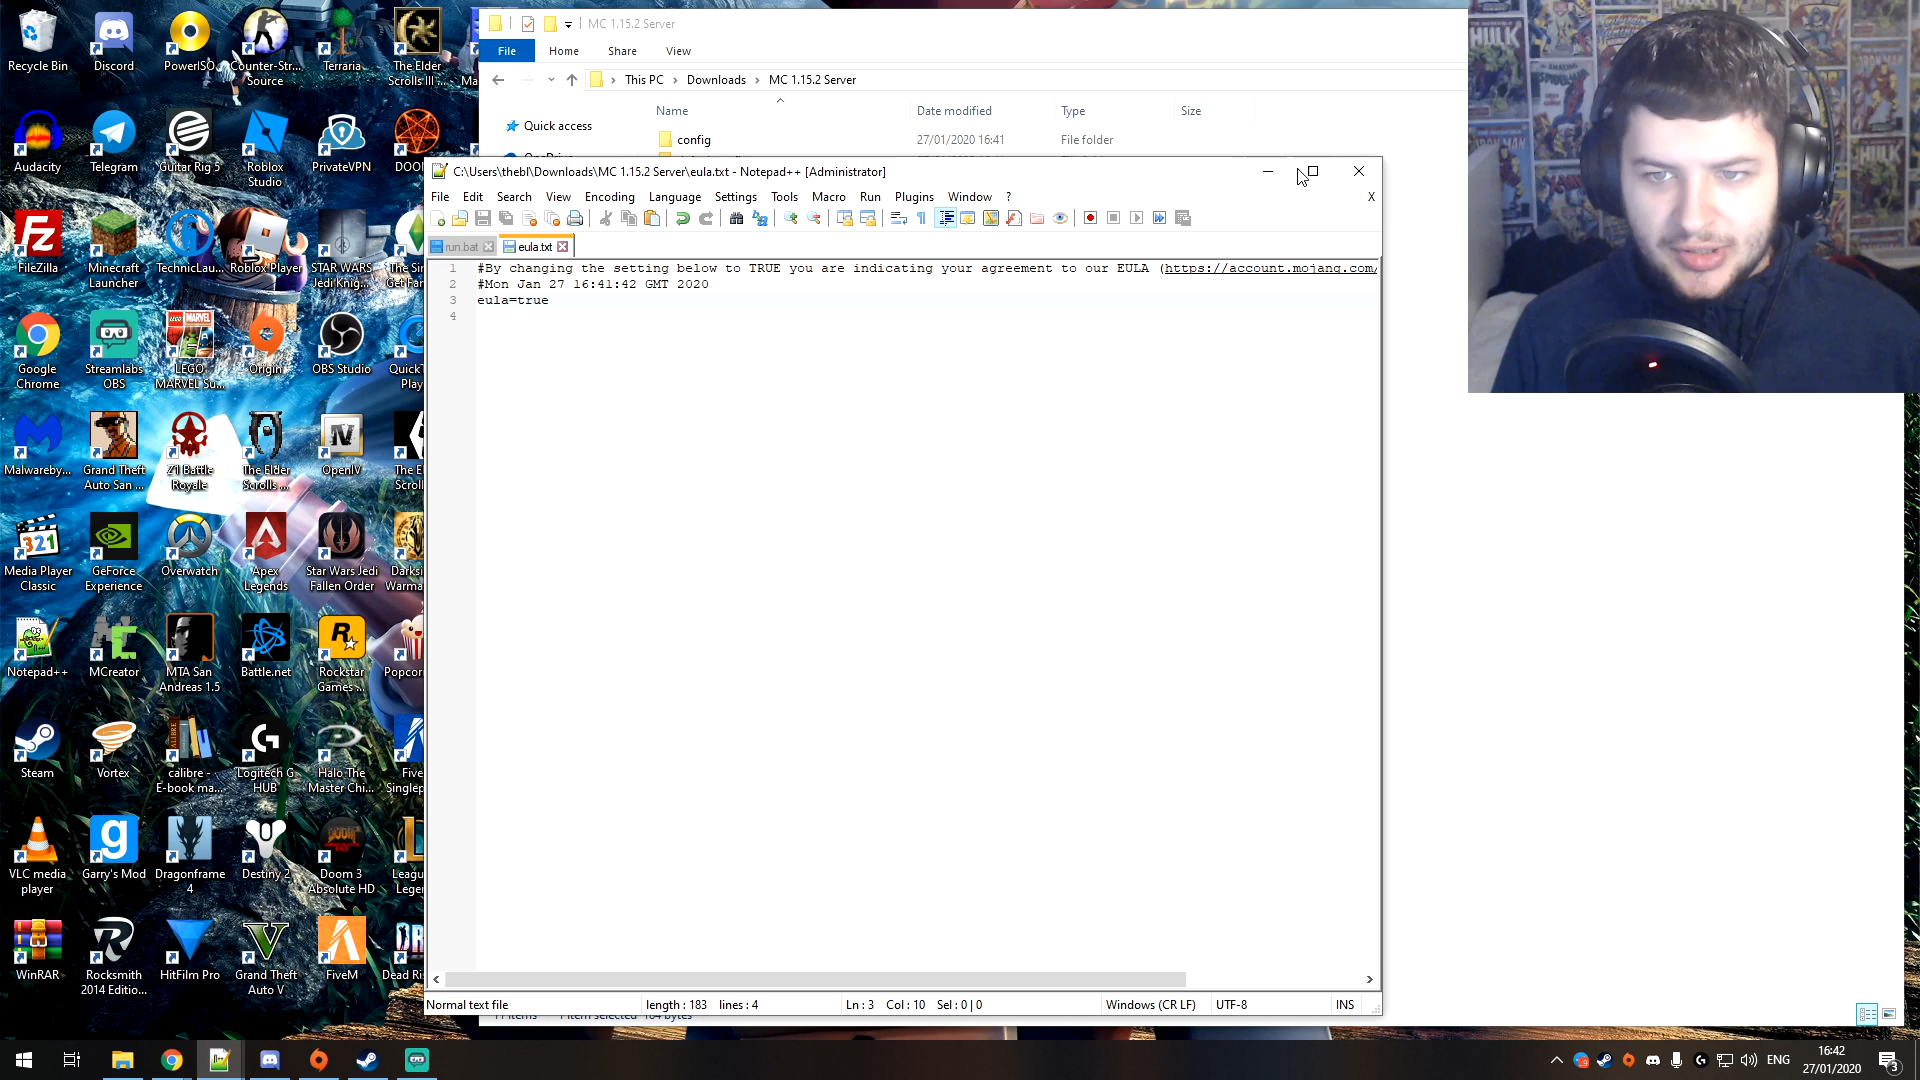 MC 1.15.2 Server
File Home Share View
This PC Downloads MC 1.15.2 Server
Name Date modified Type Size
Quick access
config 27/01/2020 16:41 File folder
C:\Users\thebl\Downloads\MC 1.15.2 Server\eula.txt - Notepad++ [Administrator]
File Edit Search View Encoding Language Settings Tools Macro Run Plugins Window ? X
run.bat eula.txt
1 #By changing the setting below to TRUE you are indicating your agreement to our EULA (https://account.mojang.com/
2 #Mon Jan 27 16:41:42 GMT 2020
3 eula=true
4
Normal text file length : 183 lines : 4 Ln : 3 Col : 10 Sel : 0 | 0 Windows (CR LF) UTF-8 INS
Recycle Bin
Discord
PowerISO
Counter-Str... Source
Terraria
The Elder Scrolls III ...
Audacity
Telegram
Guitar Rig 5
Roblox Studio
PrivateVPN
FileZilla
Minecraft Launcher
TechnicLau...
Roblox Player
STAR WARS Jedi Knig...
Google Chrome
Streamlabs OBS
LEGO MARVEL Su...
Origin
OBS Studio
Malwareby...
Grand Theft Auto San ...
Z1 Battle Royale
The Elder Scrolls ...
OpenIV
Media Player Classic
GeForce Experience
Overwatch
Apex Legends
Star Wars Jedi Fallen Order
Notepad++
MCreator
MTA San Andreas 1.5
Battle.net
Rockstar Games ...
Steam
Vortex
calibre - E-book ma...
Logitech G HUB
Halo The Master Chi...
VLC media player
Garry's Mod
Dragonframe 4
Destiny 2
Doom 3 Absolute HD
WinRAR
Rocksmith 2014 Editio...
HitFilm Pro
Grand Theft Auto V
FiveM
ENG
16:42
27/01/2020
3